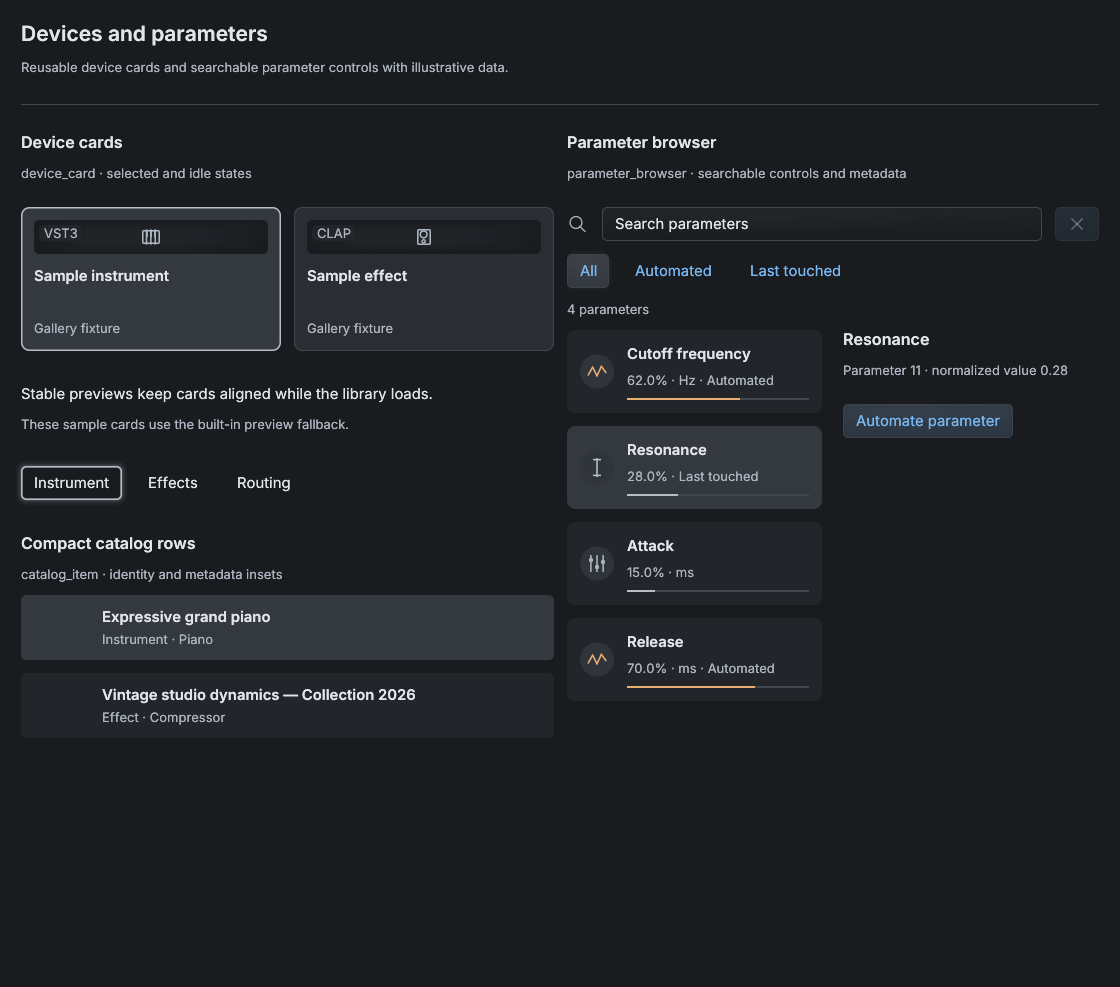 Devices and parameters
Reusable device cards and searchable parameter controls with illustrative data.
Device cards
device_card · selected and idle states
VST3
Sample instrument
Gallery fixture
CLAP
Sample effect
Gallery fixture
Stable previews keep cards aligned while the library loads.
These sample cards use the built-in preview fallback.
Instrument
Effects
Routing
Compact catalog rows
catalog_item · identity and metadata insets
Expressive grand piano
Instrument · Piano
Vintage studio dynamics — Collection 2026
Effect · Compressor
Parameter browser
parameter_browser · searchable controls and metadata
Search parameters
All
Automated
Last touched
4 parameters
Cutoff frequency
62.0% · Hz · Automated
Resonance
28.0% · Last touched
Attack
15.0% · ms
Release
70.0% · ms · Automated
Resonance
Parameter 11 · normalized value 0.28
Automate parameter